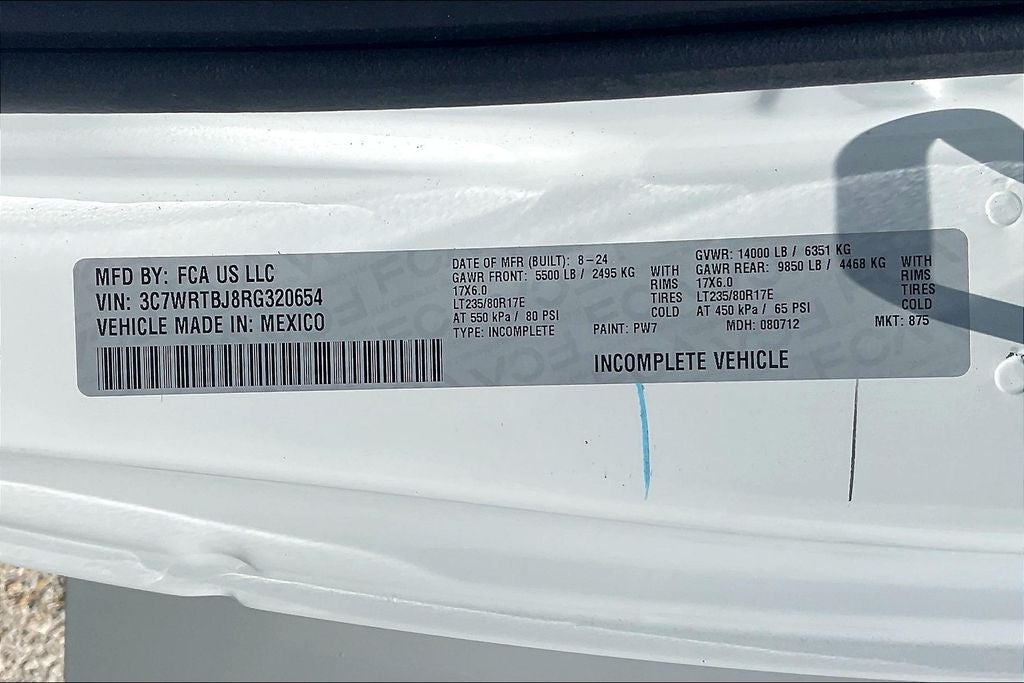 MFD BY: FCA US LLC
VIN: 3C7WRTBJ8RG320654
VEHICLE MADE IN: MEXICO
DATE OF MFR (BUILT): 8-24
GAWR FRONT: 5500 LB / 2495 KG
17X6.0
LT235/80R17E
AT 550 kPa / 80 PSI
WITH
RIMS
TIRES
COLD
TYPE: INCOMPLETE
GVWR: 14000 LB / 6351 KG
GAWR REAR: 9850 LB / 4468 KG
17X6.0
LT235/80R17E
AT 450 kPa / 65 PSI
WITH
RIMS
TIRES
COLD
PAINT: PW7
MDH: 080712
MKT: 875
INCOMPLETE VEHICLE